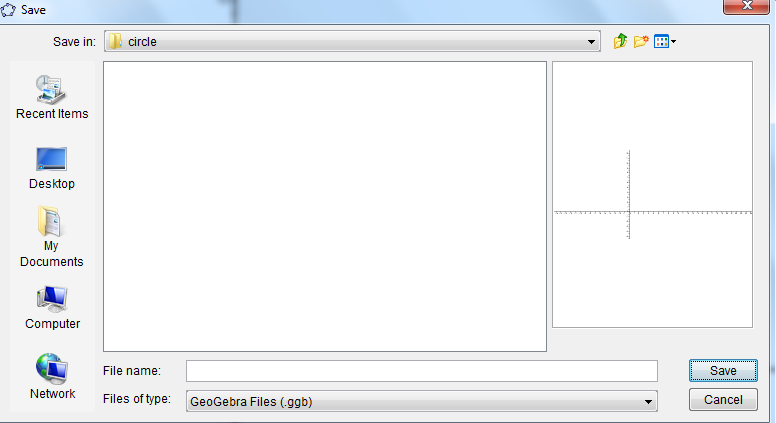 Save
Save in:
circle
Recent Items
Desktop
My
Documents
Computer
Network
File name:
Save
Files of type:
GeoGebra Files (.ggb)
Cancel